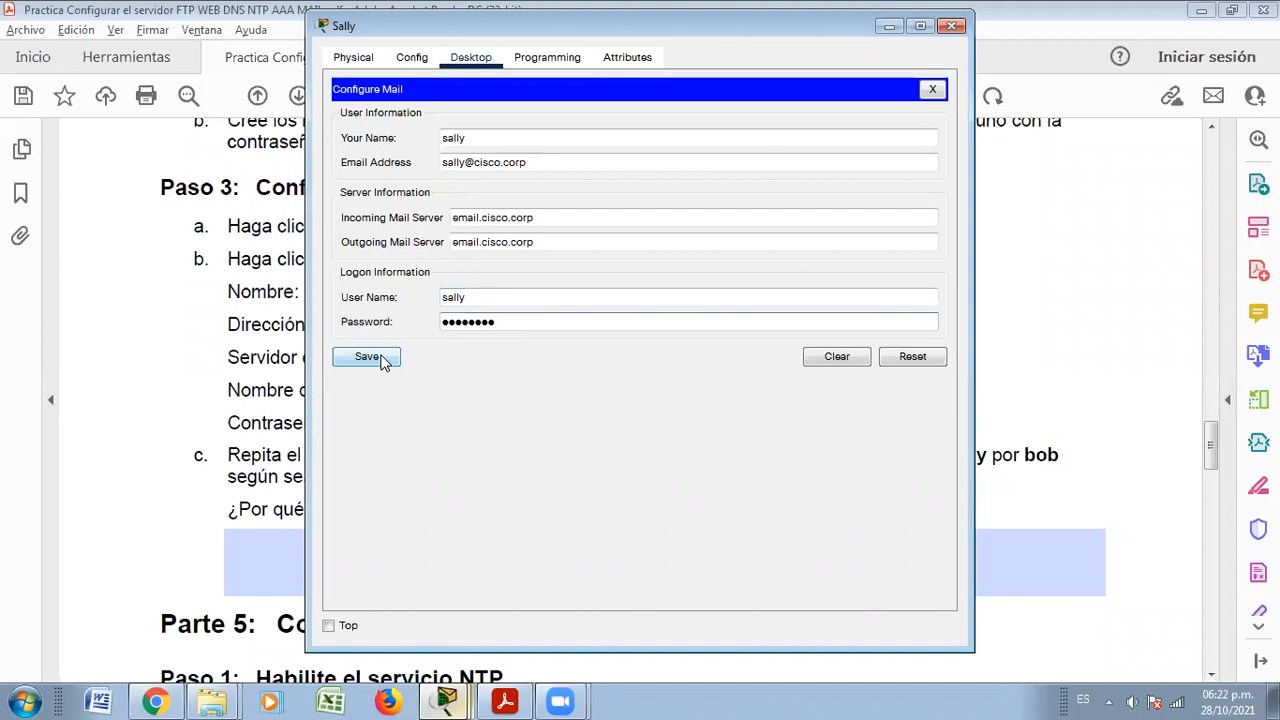 Practica Configurar el servidor FTP WEB DNS NTP AAA MAI
Sally
Archivo Edición Ver Firmar Ventana Ayuda
Inicio Herramientas Practica Confi
Iniciar sesión
Physical Config Desktop Programming Attributes
Configure Mail X
User Information
Your Name: sally
Email Address sally@cisco.corp
Server Information
Incoming Mail Server email.cisco.corp
Outgoing Mail Server email.cisco.corp
Logon Information
User Name: sally
Password: ●●●●●●●●
Save Clear Reset
Top
b. Cree los
uno con la
contraseñ
Paso 3: Conf
a. Haga clic
b. Haga clic
Nombre:
Dirección
Servidor
Nombre
Contrase
c. Repita el
y por bob
según se
¿Por qué
Parte 5: Co
Paso 1: Habilite el servicio NTP
ES
06:22 p.m.
28/10/2021